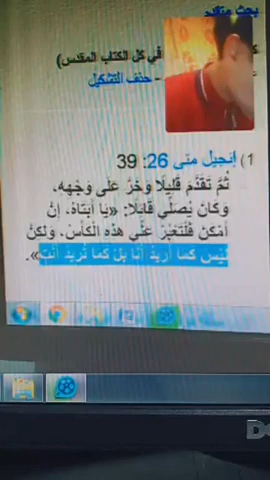 بحث متقدم
في كل الكتاب المقدس)
- حذف التشكيل
1) إنجيل متى 26: 39
ثُمَّ تَقَدَّمَ قَلِيلًا وَخَرَّ عَلَى وَجْهِهِ،
وَكَانَ يُصَلِّي قَائِلًا: «يَا أَبَتَاهُ، إِنْ
أَمْكَنَ فَلْتَعْبُرْ عَنِّي هذِهِ الْكَأْسُ، وَلكِنْ
لَيْسَ كَمَا أُرِيدُ أَنَا بَلْ كَمَا تُرِيدُ أَنْتَ».